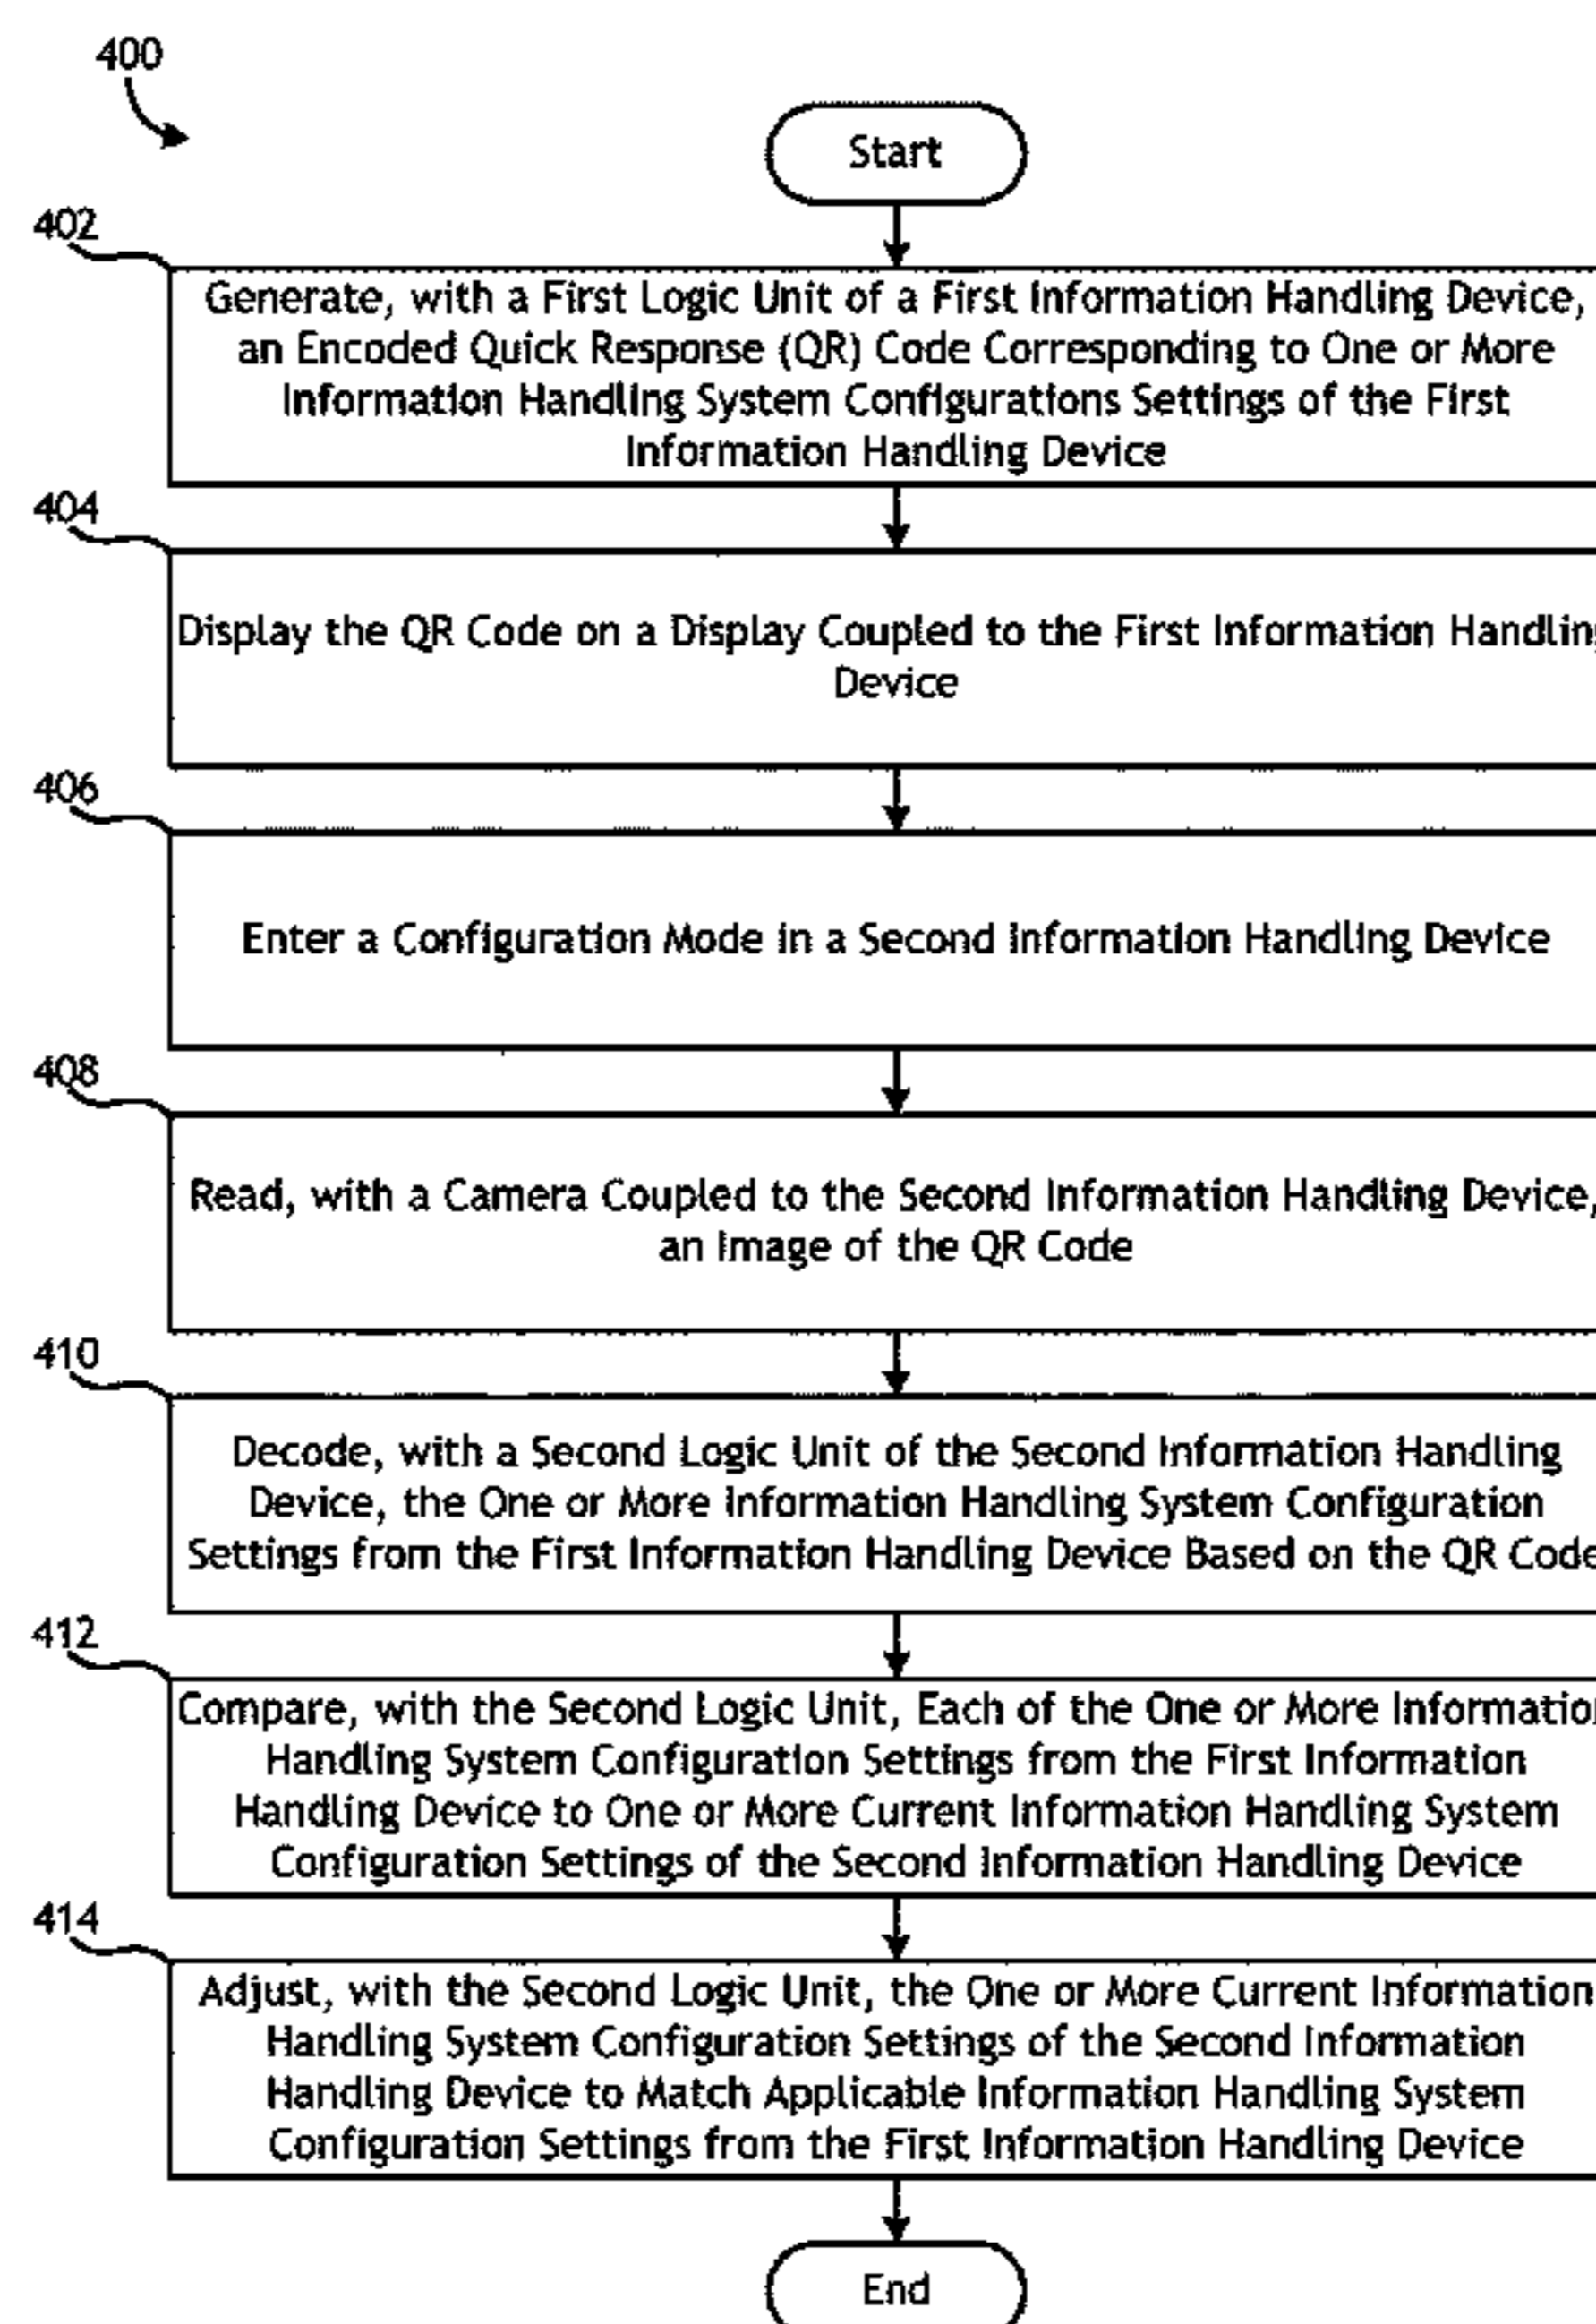 400
Start
402
Generate, with a First Logic Unit of a First Information Handling Device,
an Encoded Quick Response (QR) Code Corresponding to One or More
Information Handling System Configurations Settings of the First
Information Handling Device
404
Display the QR Code on a Display Coupled to the First Information Handling
Device
406
Enter a Configuration Mode in a Second Information Handling Device
408
Read, with a Camera Coupled to the Second Information Handling Device,
an Image of the QR Code
410
Decode, with a Second Logic Unit of the Second Information Handling
Device, the One or More Information Handling System Configuration
Settings from the First Information Handling Device Based on the QR Code
412
Compare, with the Second Logic Unit, Each of the One or More Information
Handling System Configuration Settings from the First Information
Handling Device to One or More Current Information Handling System
Configuration Settings of the Second Information Handling Device
414
Adjust, with the Second Logic Unit, the One or More Current Information
Handling System Configuration Settings of the Second Information
Handling Device to Match Applicable Information Handling System
Configuration Settings from the First Information Handling Device
End